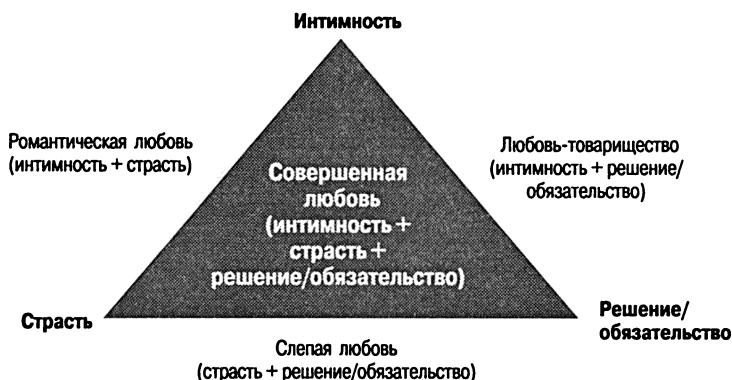 Интимность
Романтическая любовь
(интимность + страсть)
Любовь-товарищество
(интимность + решение/
обязательство)
Совершенная
любовь
(интимность +
страсть +
решение/обязательство)
Страсть
Решение/
обязательство
Слепая любовь
(страсть + решение/обязательство)